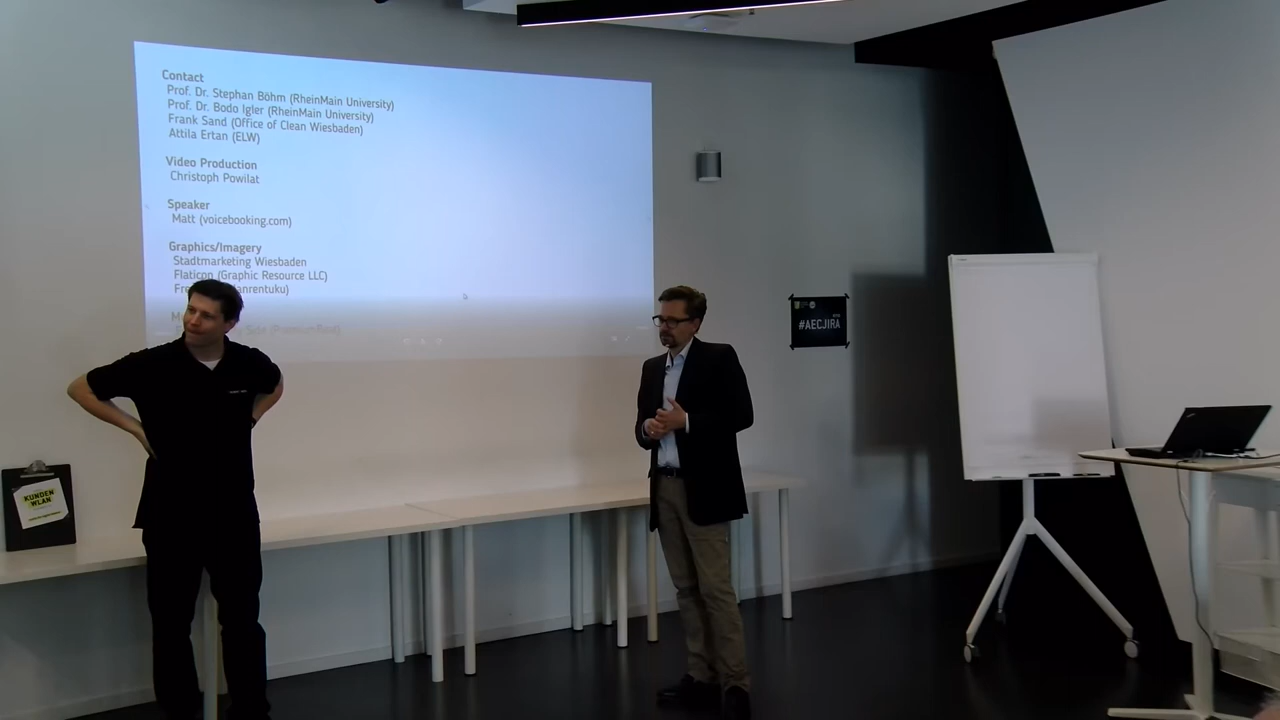 Contact
Prof. Dr. Stephan Böhm (RheinMain University)
Prof. Dr. Bodo Igler (RheinMain University)
Frank Sand (Office of Clean Wiesbaden)
Attila Ertan (ELW)
Video Production
Christoph Powilat
Speaker
Matt (voicebooking.com)
Graphics/Imagery
Stadtmarketing Wiesbaden
Flaticon (Graphic Resource LLC)
#AECJIRA
KUNDEN
WLAN